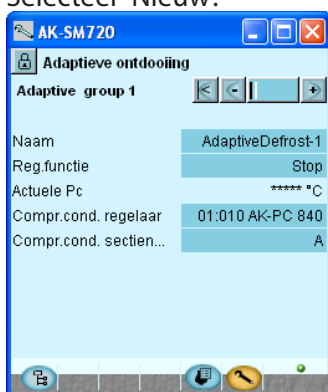 Selecteer Nieuw.
AK-SM720
Adaptieve ontdooiing
Adaptive group 1
Naam AdaptiveDefrost-1
Reg.functie Stop
Actuele Pc ***** °C
Compr.cond. regelaar 01:010 AK-PC 840
Compr.cond. sectien... A